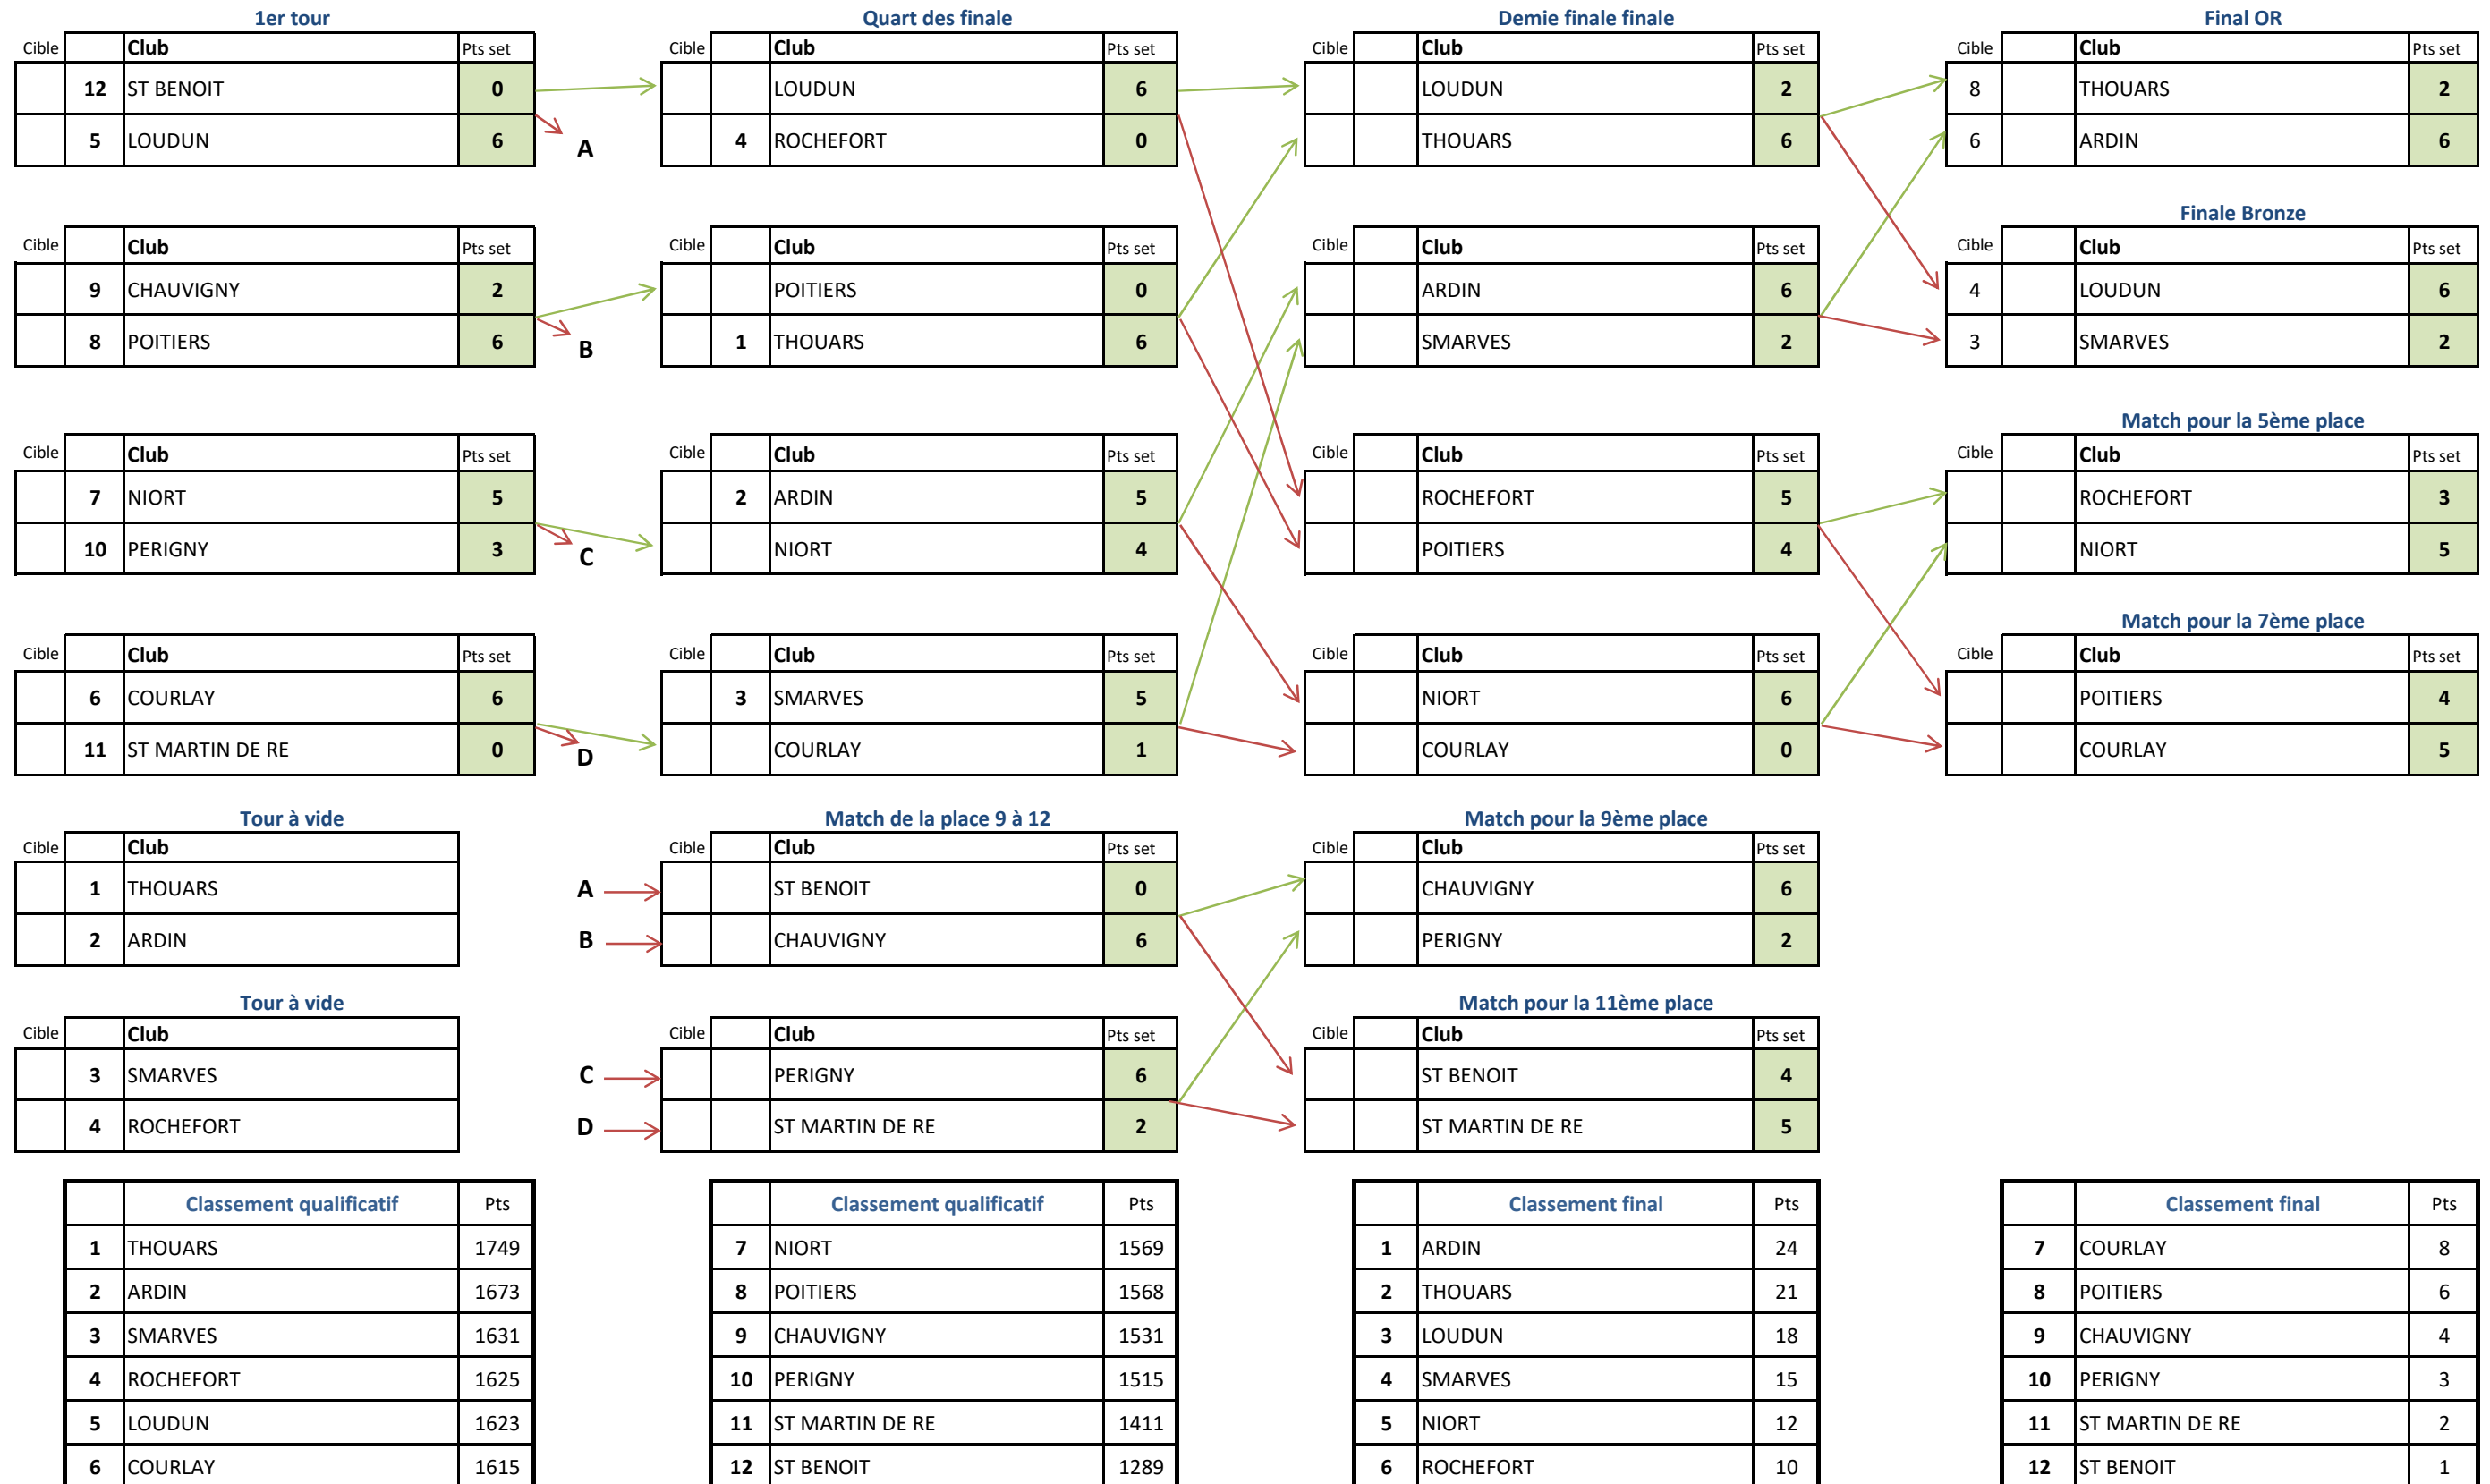 1er tour
Cible Club Pts set
12 ST BENOIT 0
5 LOUDUN 6
A
Cible Club Pts set
9 CHAUVIGNY 2
8 POITIERS 6
B
Cible Club Pts set
7 NIORT 5
10 PERIGNY 3
C
Cible Club Pts set
6 COURLAY 6
11 ST MARTIN DE RE 0
D
Tour à vide
Cible Club
1 THOUARS
2 ARDIN
Tour à vide
Cible Club
3 SMARVES
4 ROCHEFORT
Quart des finale
Cible Club Pts set
LOUDUN 6
4 ROCHEFORT 0
Cible Club Pts set
POITIERS 0
1 THOUARS 6
Cible Club Pts set
2 ARDIN 5
NIORT 4
Cible Club Pts set
3 SMARVES 5
COURLAY 1
Match de la place 9 à 12
Cible Club Pts set
A ST BENOIT 0
B CHAUVIGNY 6
Cible Club Pts set
C PERIGNY 6
D ST MARTIN DE RE 2
Demie finale finale
Cible Club Pts set
LOUDUN 2
THOUARS 6
Cible Club Pts set
ARDIN 6
SMARVES 2
Cible Club Pts set
ROCHEFORT 5
POITIERS 4
Cible Club Pts set
NIORT 6
COURLAY 0
Match pour la 9ème place
Cible Club Pts set
CHAUVIGNY 6
PERIGNY 2
Match pour la 11ème place
Cible Club Pts set
ST BENOIT 4
ST MARTIN DE RE 5
Final OR
Cible Club Pts set
8 THOUARS 2
6 ARDIN 6
Finale Bronze
Cible Club Pts set
4 LOUDUN 6
3 SMARVES 2
Match pour la 5ème place
Cible Club Pts set
ROCHEFORT 3
NIORT 5
Match pour la 7ème place
Cible Club Pts set
POITIERS 4
COURLAY 5
Classement qualificatif Pts
1 THOUARS 1749
2 ARDIN 1673
3 SMARVES 1631
4 ROCHEFORT 1625
5 LOUDUN 1623
6 COURLAY 1615
Classement qualificatif Pts
7 NIORT 1569
8 POITIERS 1568
9 CHAUVIGNY 1531
10 PERIGNY 1515
11 ST MARTIN DE RE 1411
12 ST BENOIT 1289
Classement final Pts
1 ARDIN 24
2 THOUARS 21
3 LOUDUN 18
4 SMARVES 15
5 NIORT 12
6 ROCHEFORT 10
Classement final Pts
7 COURLAY 8
8 POITIERS 6
9 CHAUVIGNY 4
10 PERIGNY 3
11 ST MARTIN DE RE 2
12 ST BENOIT 1